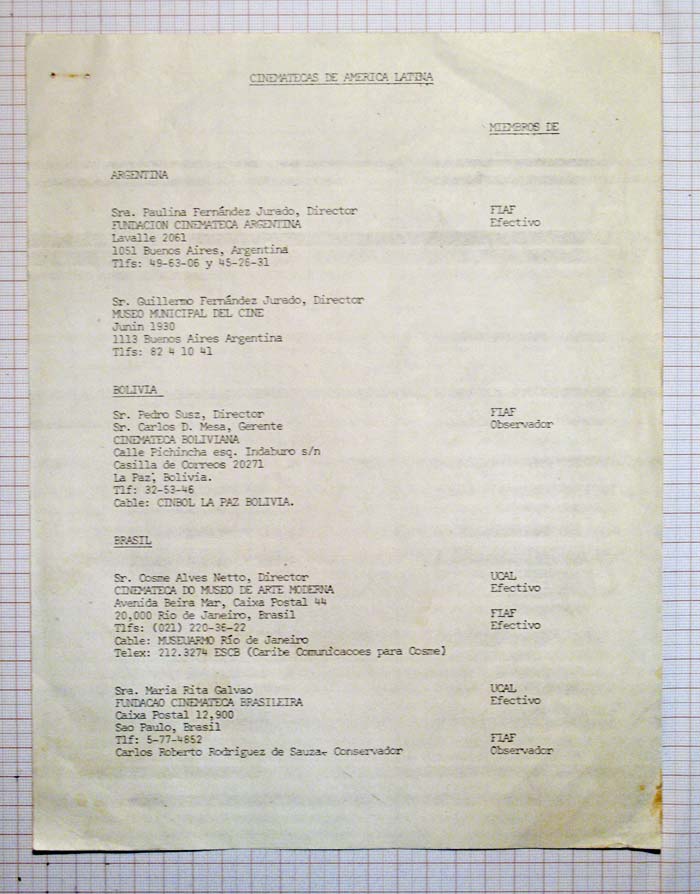 CINEMATECAS DE AMERICA LATINA
MIEMBROS DE
ARGENTINA
Sra. Paulina Fernández Jurado, Director FIAF
FUNDACION CINEMATECA ARGENTINA Efectivo
Lavalle 2061
1051 Buenos Aires, Argentina
Tlfs: 49-63-06 y 45-26-31
Sr. Guillermo Fernández Jurado, Director
MUSEO MUNICIPAL DEL CINE
Junin 1930
1113 Buenos Aires Argentina
Tlfs: 82 4 10 41
BOLIVIA
Sr. Pedro Susz, Director FIAF
Sr. Carlos D. Mesa, Gerente Observador
CINEMATECA BOLIVIANA
Calle Pichincha esq. Indaburo s/n
Casilla de Correos 20271
La Paz, Bolivia.
Tlf: 32-53-46
Cable: CINBOL LA PAZ BOLIVIA.
BRASIL
Sr. Cosme Alves Netto, Director UCAL
CINEMATECA DO MUSEO DE ARTE MODERNA Efectivo
Avenida Beira Mar, Caixa Postal 44
20,000 Rio de Janeiro, Brasil FIAF
Tlfs: (021) 220-36-22 Efectivo
Cable: MUSEUARMO Rio de Janeiro
Telex: 212.3274 ESCB (Caribe Comunicacoes para Cosme)
Sra. Maria Rita Galvao UCAL
FUNDACAO CINEMATECA BRASILEIRA Efectivo
Caixa Postal 12,900
Sao Paulo, Brasil
Tlf: 5-77-4852 FIAF
Carlos Roberto Rodriguez de Sauza- Conservador Observador